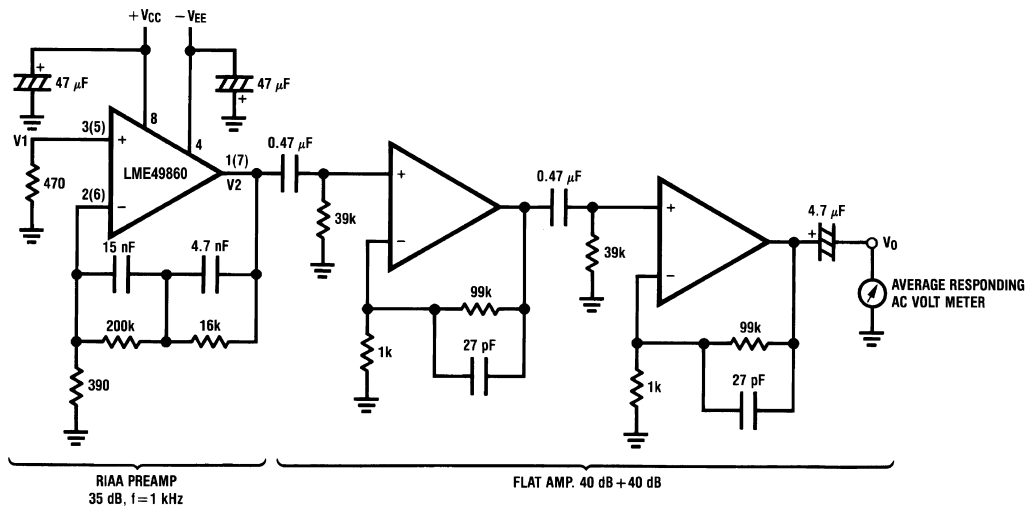 +VCC
−VEE
+
47 µF
47 µF
+
V1
3(5)
8
+
4
LME49860
1(7)
V2
470
2(6)
−
15 nF
4.7 nF
200k
16k
390
0.47 µF
39k
+
−
99k
27 pF
1k
0.47 µF
39k
+
−
99k
27 pF
1k
4.7 µF
+
VO
AVERAGE RESPONDING
AC VOLT METER
RIAA PREAMP
35 dB, f=1 kHz
FLAT AMP. 40 dB+40 dB